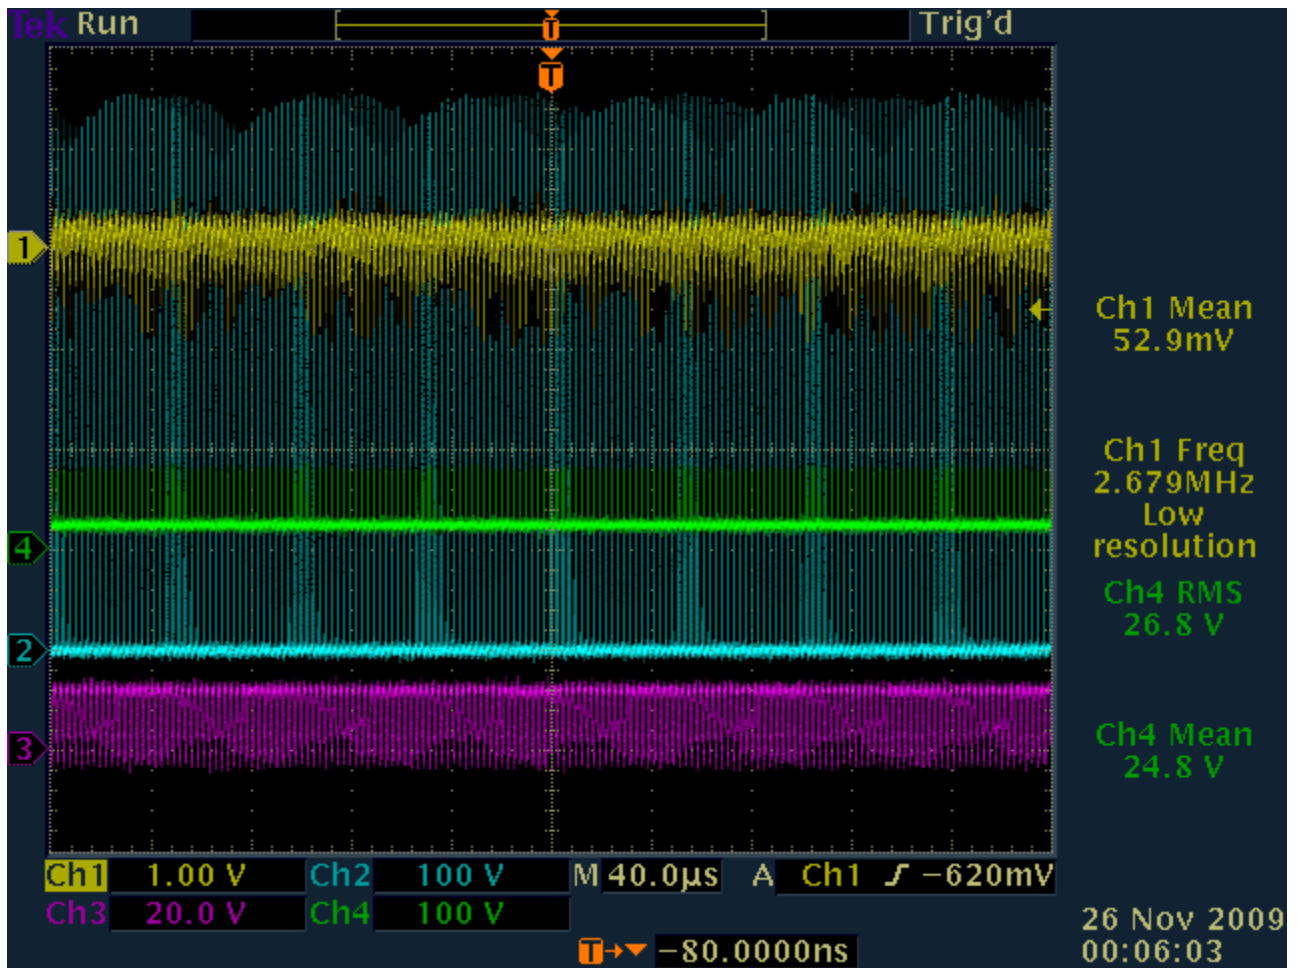 Tek Run Trig'd
T
T
1
Ch1 Mean
52.9mV
Ch1 Freq
2.679MHz
Low
resolution
4
Ch4 RMS
26.8 V
2
3
Ch4 Mean
24.8 V
Ch1 1.00 V Ch2 100 V M 40.0µs A Ch1 −620mV
Ch3 20.0 V Ch4 100 V
T −80.0000ns
26 Nov 2009
00:06:03